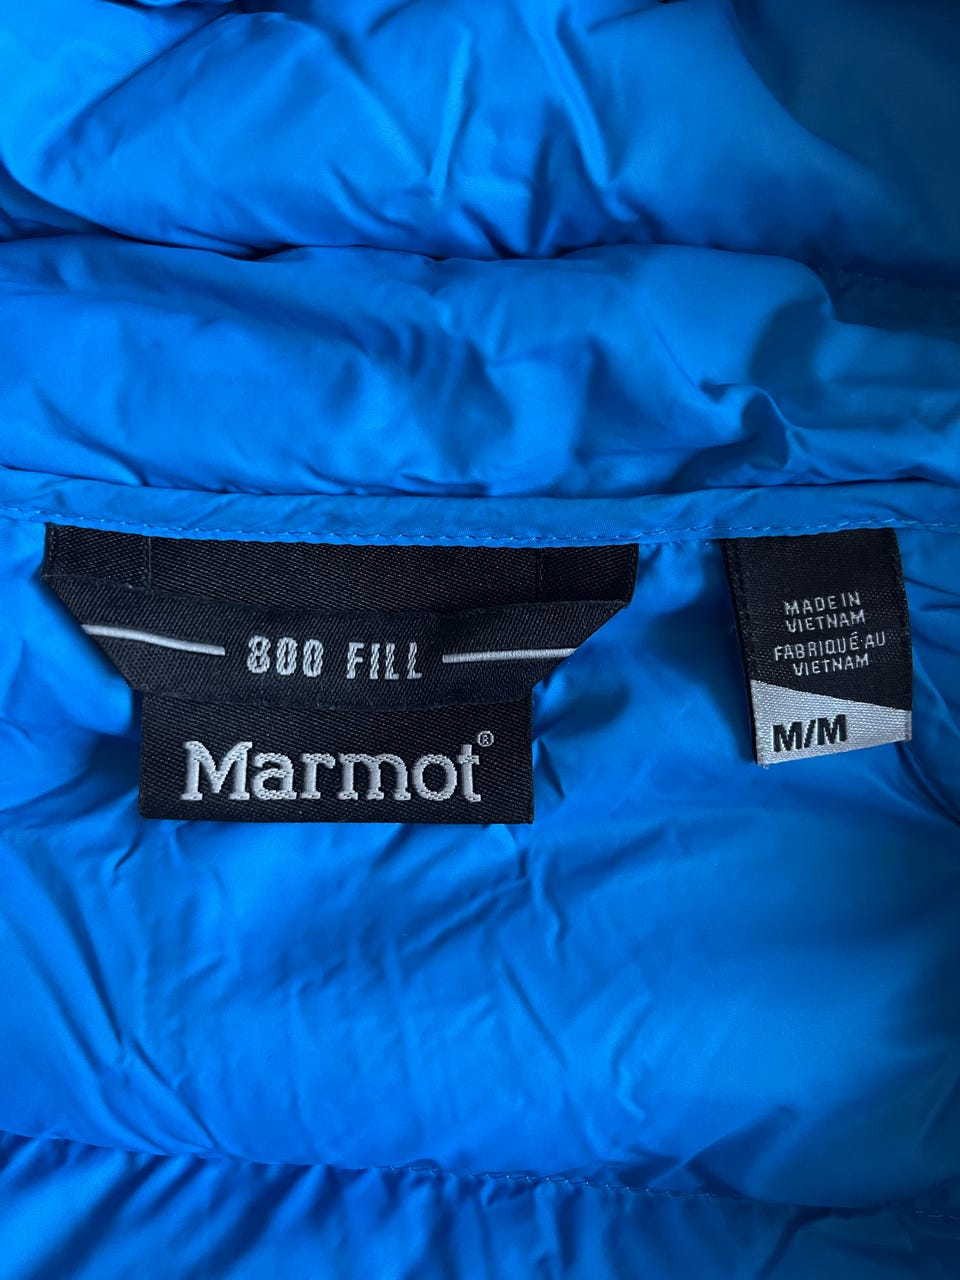 800 FILL
Marmot®
MADE IN
VIETNAM
FABRIQUÉ AU
VIETNAM
M/M